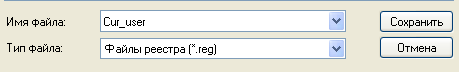 Имя файла: Cur_user Сохранить
Тип файла: Файлы реестра (*.reg) Отмена